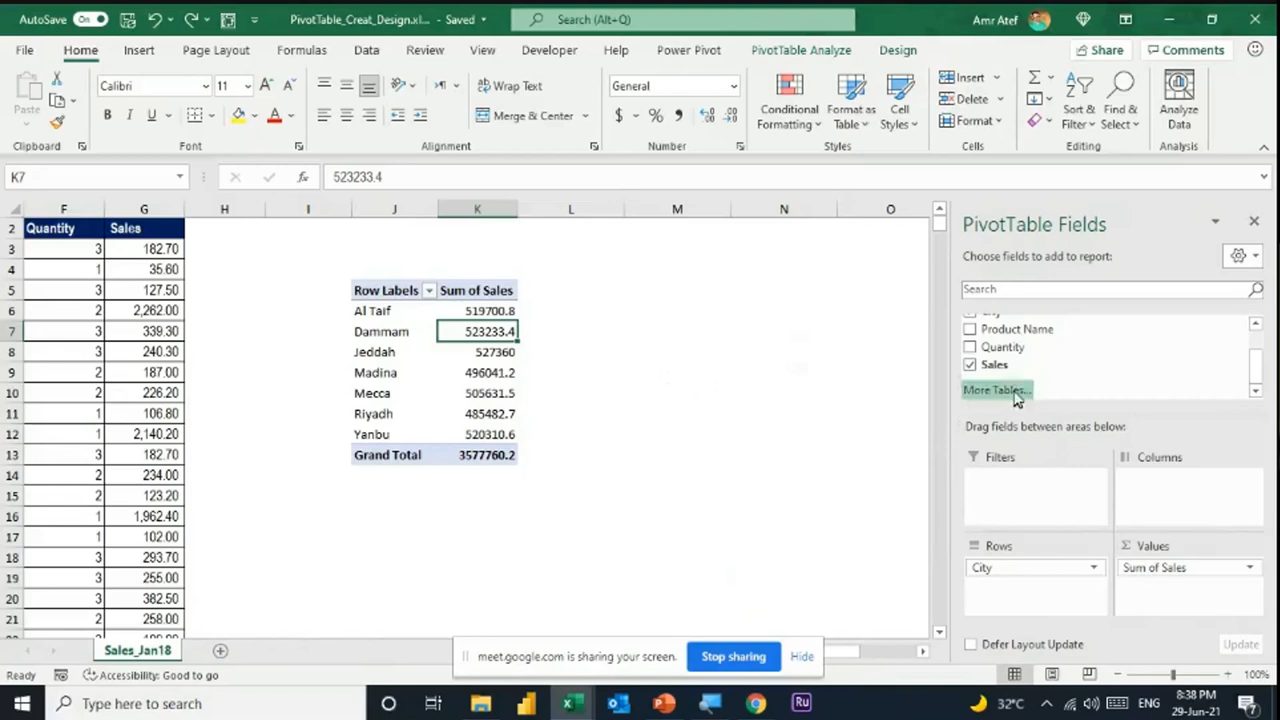 AutoSave On PivotTable_Creat_Design.xl... - Saved Search (Alt+Q) Amr Atef
File Home Insert Page Layout Formulas Data Review View Developer Help Power Pivot PivotTable Analyze Design Share Comments
Paste Calibri 11 Wrap Text General Conditional Formatting Format as Table Cell Styles Insert Sort & Filter Find & Select Analyze Data
B I U Merge & Center $ % Delete
Format
Clipboard Font Alignment Number Styles Cells Editing Analysis
K7 fx 523233.4
F G H I J K L M N O
2 Quantity Sales
3 3 182.70
4 1 35.60
5 3 127.50 Row Labels Sum of Sales
6 2 2,262.00 Al Taif 519700.8
7 3 339.30 Dammam 523233.4
8 3 240.30 Jeddah 527360
9 2 187.00 Madina 496041.2
10 2 226.20 Mecca 505631.5
11 1 106.80 Riyadh 485482.7
12 1 2,140.20 Yanbu 520310.6
13 3 182.70 Grand Total 3577760.2
14 2 234.00
15 2 123.20
16 1 1,962.40
17 1 102.00
18 3 293.70
19 3 255.00
20 3 382.50
21 2 258.00
PivotTable Fields
Choose fields to add to report:
Search
Product Name
Quantity
Sales
More Tables...
Drag fields between areas below:
Filters Columns
Rows Values
City Sum of Sales
Defer Layout Update Update
Sales_Jan18
meet.google.com is sharing your screen. Stop sharing Hide
Ready Accessibility: Good to go 100%
Type here to search Ru 32°C ENG 8:38 PM
29-Jun-21 7